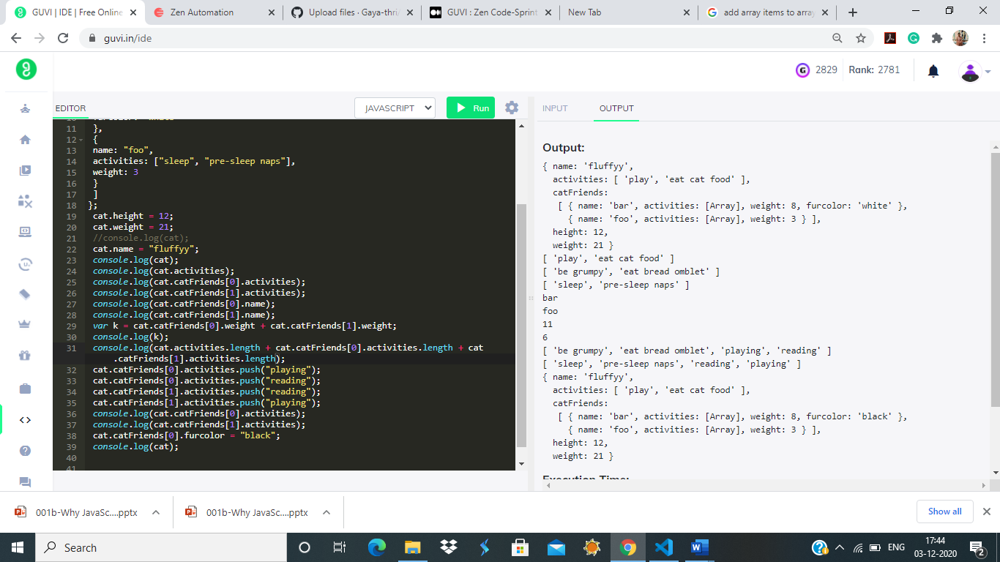 GUVI | IDE | Free Online
Zen Automation
Upload files · Gaya-thri/
GUVI : Zen Code-Sprint
New Tab
add array items to array
guvi.in/ide
2829
Rank: 2781
EDITOR
JAVASCRIPT
Run
INPUT
OUTPUT
11 },
12 {
13 name: "foo",
14 activities: ["sleep", "pre-sleep naps"],
15 weight: 3
16 }
17 ]
18 };
19 cat.height = 12;
20 cat.weight = 21;
21 //console.log(cat);
22 cat.name = "fluffyy";
23 console.log(cat);
24 console.log(cat.activities);
25 console.log(cat.catFriends[0].activities);
26 console.log(cat.catFriends[1].activities);
27 console.log(cat.catFriends[0].name);
28 console.log(cat.catFriends[1].name);
29 var k = cat.catFriends[0].weight + cat.catFriends[1].weight;
30 console.log(k);
31 console.log(cat.activities.length + cat.catFriends[0].activities.length + cat
.catFriends[1].activities.length);
32 cat.catFriends[0].activities.push("playing");
33 cat.catFriends[0].activities.push("reading");
34 cat.catFriends[1].activities.push("reading");
35 cat.catFriends[1].activities.push("playing");
36 console.log(cat.catFriends[0].activities);
37 console.log(cat.catFriends[1].activities);
38 cat.catFriends[0].furcolor = "black";
39 console.log(cat);
40
41
Output:
{ name: 'fluffyy',
activities: [ 'play', 'eat cat food' ],
catFriends:
[ { name: 'bar', activities: [Array], weight: 8, furcolor: 'white' },
{ name: 'foo', activities: [Array], weight: 3 } ],
height: 12,
weight: 21 }
[ 'play', 'eat cat food' ]
[ 'be grumpy', 'eat bread omblet' ]
[ 'sleep', 'pre-sleep naps' ]
bar
foo
11
6
[ 'be grumpy', 'eat bread omblet', 'playing', 'reading' ]
[ 'sleep', 'pre-sleep naps', 'reading', 'playing' ]
{ name: 'fluffyy',
activities: [ 'play', 'eat cat food' ],
catFriends:
[ { name: 'bar', activities: [Array], weight: 8, furcolor: 'black' },
{ name: 'foo', activities: [Array], weight: 3 } ],
height: 12,
weight: 21 }
Execution Time:
001b-Why JavaSc....pptx
001b-Why JavaSc....pptx
Show all
Search
ENG
17:44
03-12-2020
2